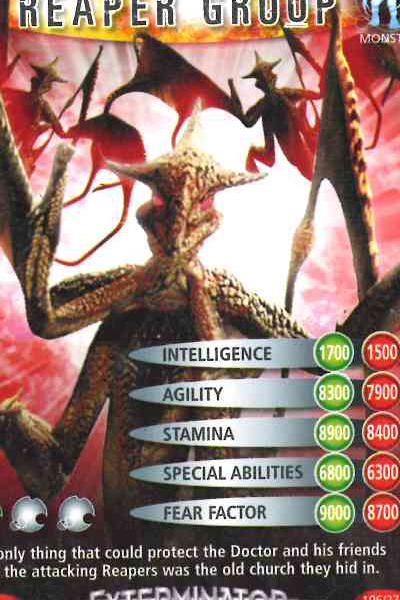 REAPER GROUP
MONST
INTELLIGENCE 1700 1500
AGILITY 8300 7900
STAMINA 8900 8400
SPECIAL ABILITIES 6800 6300
FEAR FACTOR 9000 8700
only thing that could protect the Doctor and his friends
the attacking Reapers was the old church they hid in.
EXTERMINATOR